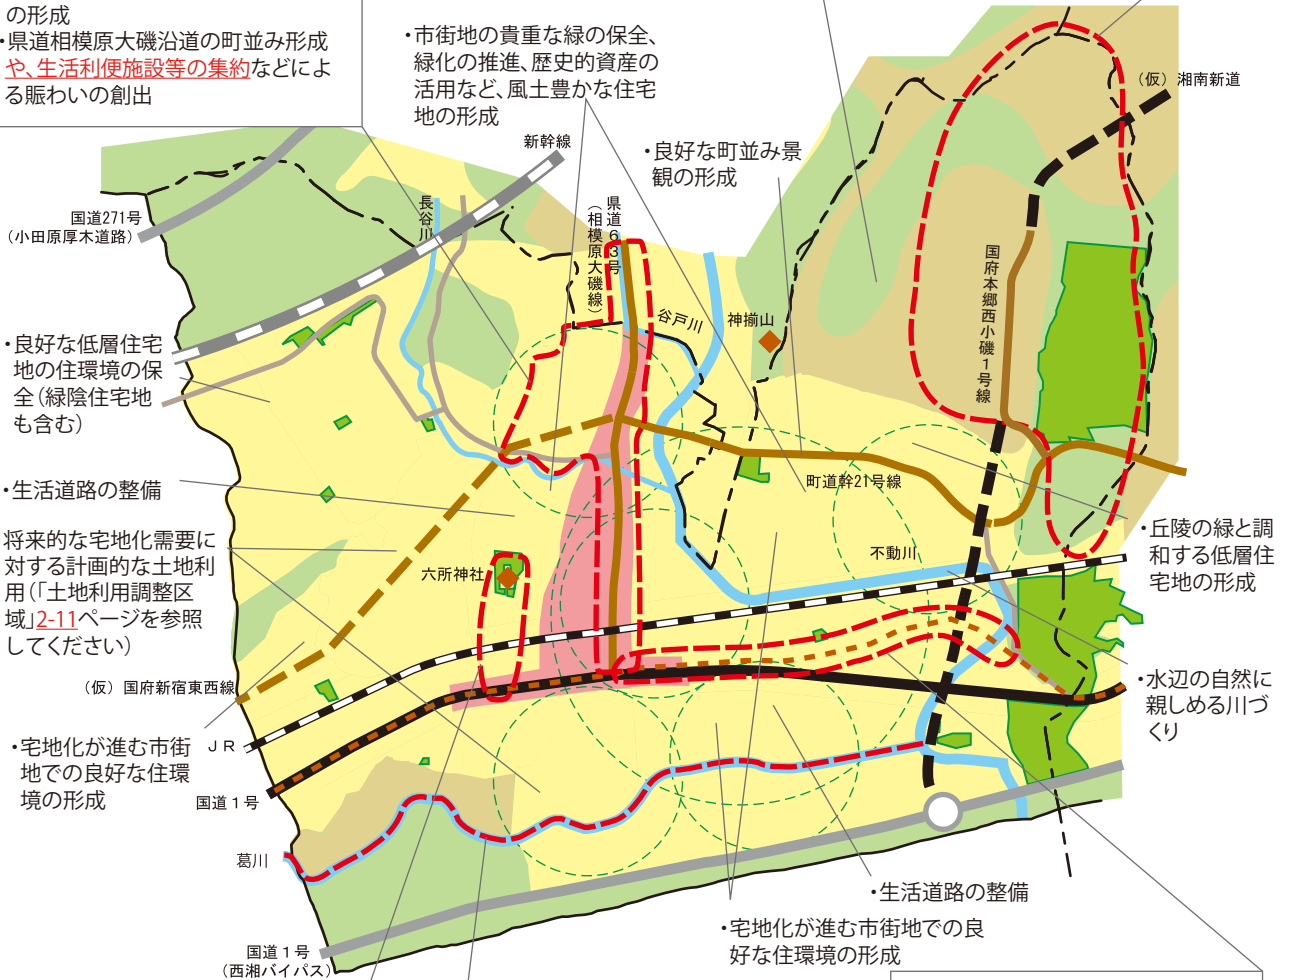 の形成
・県道相模原大磯沿道の町並み形成
や、生活利便施設等の集約などによ
る賑わいの創出
・市街地の貴重な緑の保全、
緑化の推進、歴史的資産の
活用など、風土豊かな住宅
地の形成
・良好な町並み景
観の形成
(仮)湘南新道
新幹線
長谷川
県道63号
(相模原大磯線)
国道271号
(小田原厚木道路)
谷戸川
神揃山
国府本郷西小磯1号線
・良好な低層住宅
地の住環境の保
全(緑陰住宅地
も含む)
・生活道路の整備
町道幹21号線
将来的な宅地化需要に
対する計画的な土地利
用(「土地利用調整区
域」2-11ページを参照
してください)
六所神社
不動川
・丘陵の緑と調
和する低層住
宅地の形成
(仮)国府新宿東西線
・水辺の自然に
親しめる川づ
くり
・宅地化が進む市街
地での良好な住環
境の形成
JR
国道1号
葛川
・生活道路の整備
・宅地化が進む市街地での良
好な住環境の形成
国道1号
(西湘バイパス)